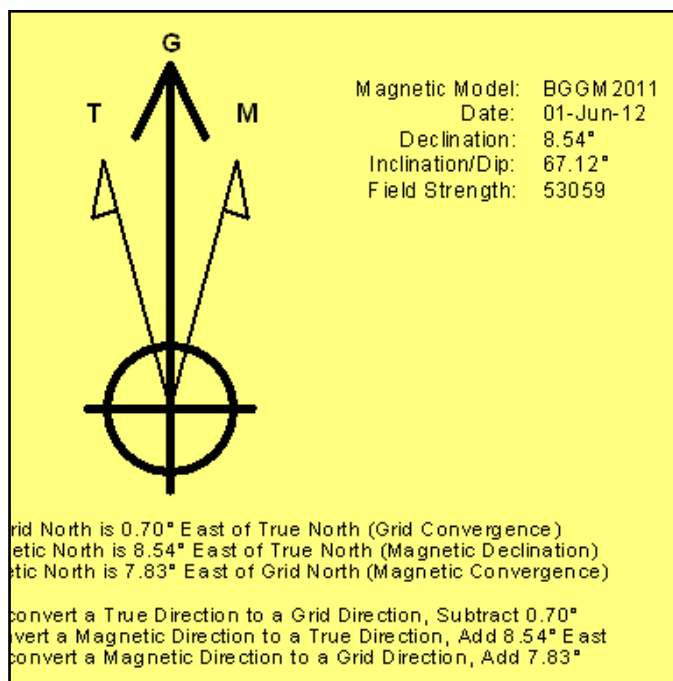 G
T
M
Magnetic Model: BGGM2011
Date: 01-Jun-12
Declination: 8.54°
Inclination/Dip: 67.12°
Field Strength: 53059
rid North is 0.70° East of True North (Grid Convergence)
etic North is 8.54° East of True North (Magnetic Declination)
etic North is 7.83° East of Grid North (Magnetic Convergence)
convert a True Direction to a Grid Direction, Subtract 0.70°
vert a Magnetic Direction to a True Direction, Add 8.54° East
convert a Magnetic Direction to a Grid Direction, Add 7.83°